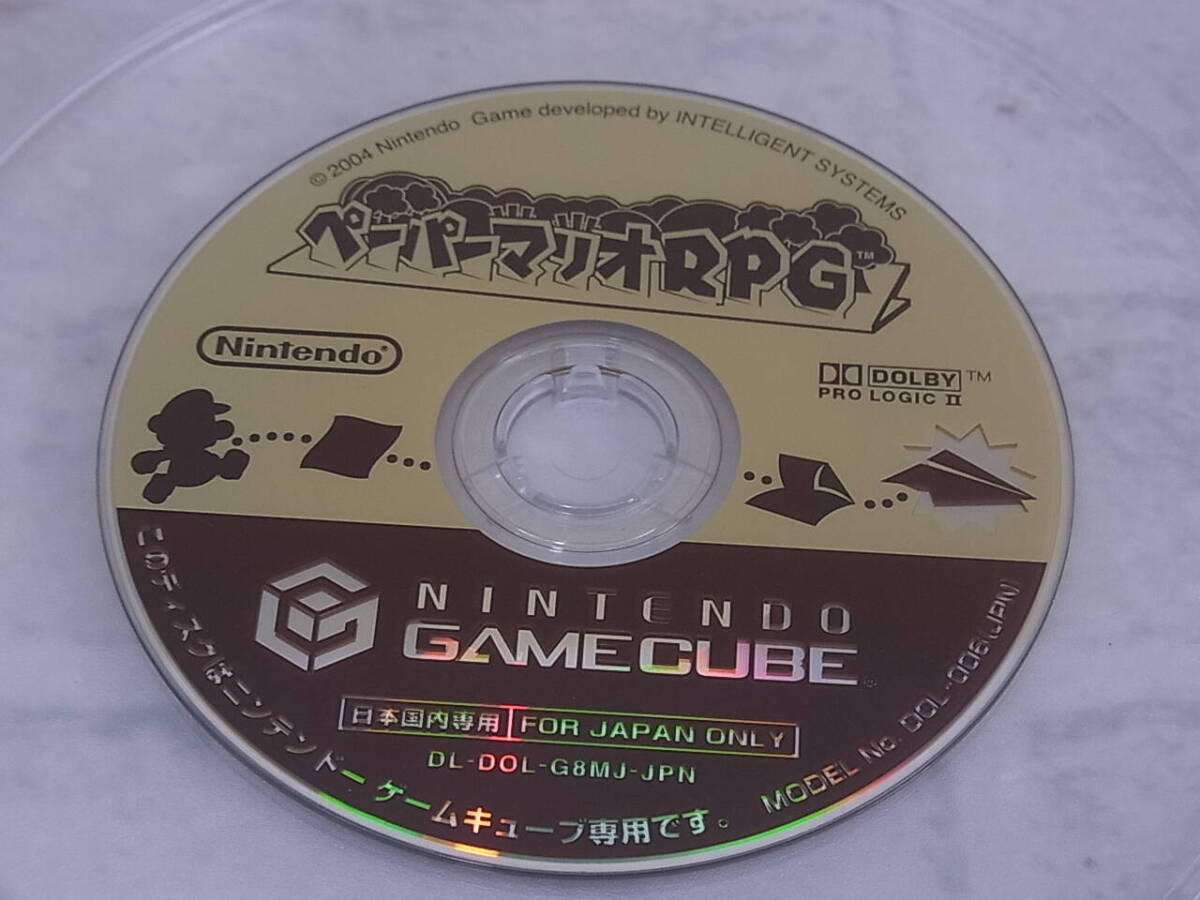 © 2004 Nintendo Game developed by INTELLIGENT SYSTEMS
ペーパーマリオRPG™
Nintendo®
DOLBY™
PRO LOGIC II
NINTENDO
GAMECUBE®
日本国内専用 FOR JAPAN ONLY
DL-DOL-G8MJ-JPN
このディスクはニンテンドーゲームキューブ専用です。
MODEL No. DOL-006(JPN)